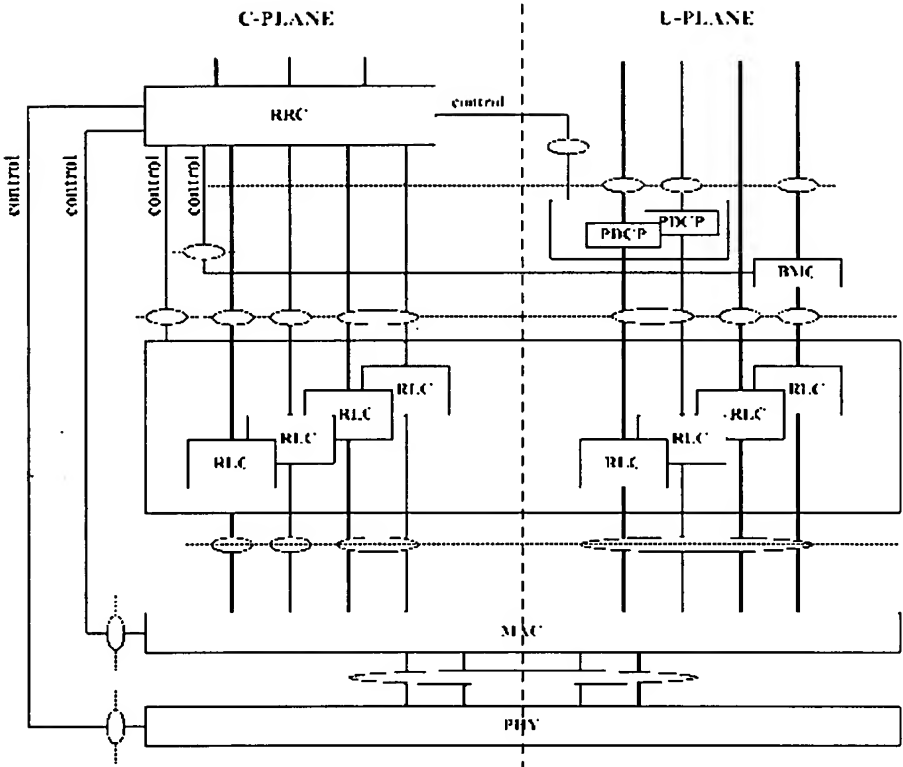 C-PLANE
U-PLANE
RRC
control
control
control
control
control
PDCP
PDCP
BMC
RLC
RLC
RLC
RLC
RLC
RLC
RLC
RLC
MAC
PHY